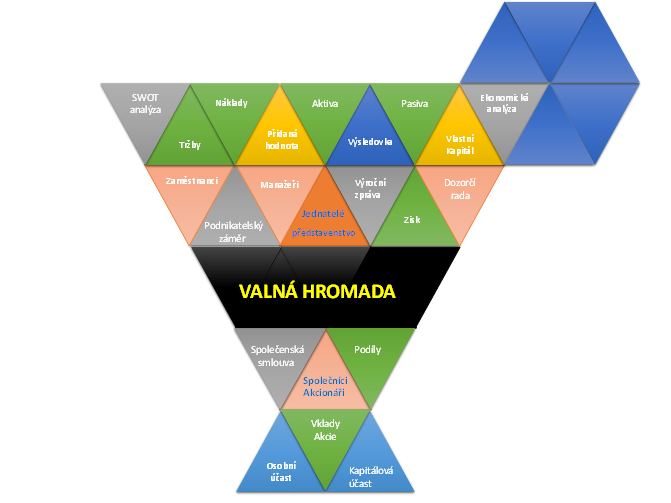 SWOT
analýza
Náklady
Tržby
Přidaná
hodnota
Aktiva
Výsledovka
Pasiva
Vlastní
Kapitál
Ekonomická
analýza
Zaměstnanci
Podnikatelský
záměr
Manažeři
Jednatelé
představenstvo
Výroční
zpráva
Zisk
Dozorčí
rada
VALNÁ HROMADA
Společenská
smlouva
Společníci
Akcionáři
Podíly
Vklady
Akcie
Osobní
účast
Kapitálová
účast